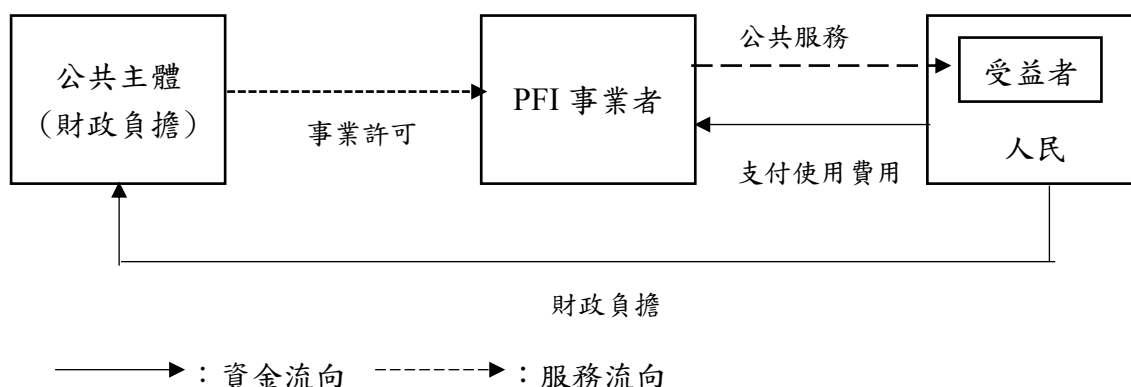 公共主體
（財政負擔）
事業許可
PFI 事業者
公共服務
支付使用費用
受益者
人民
財政負擔
：資金流向
：服務流向